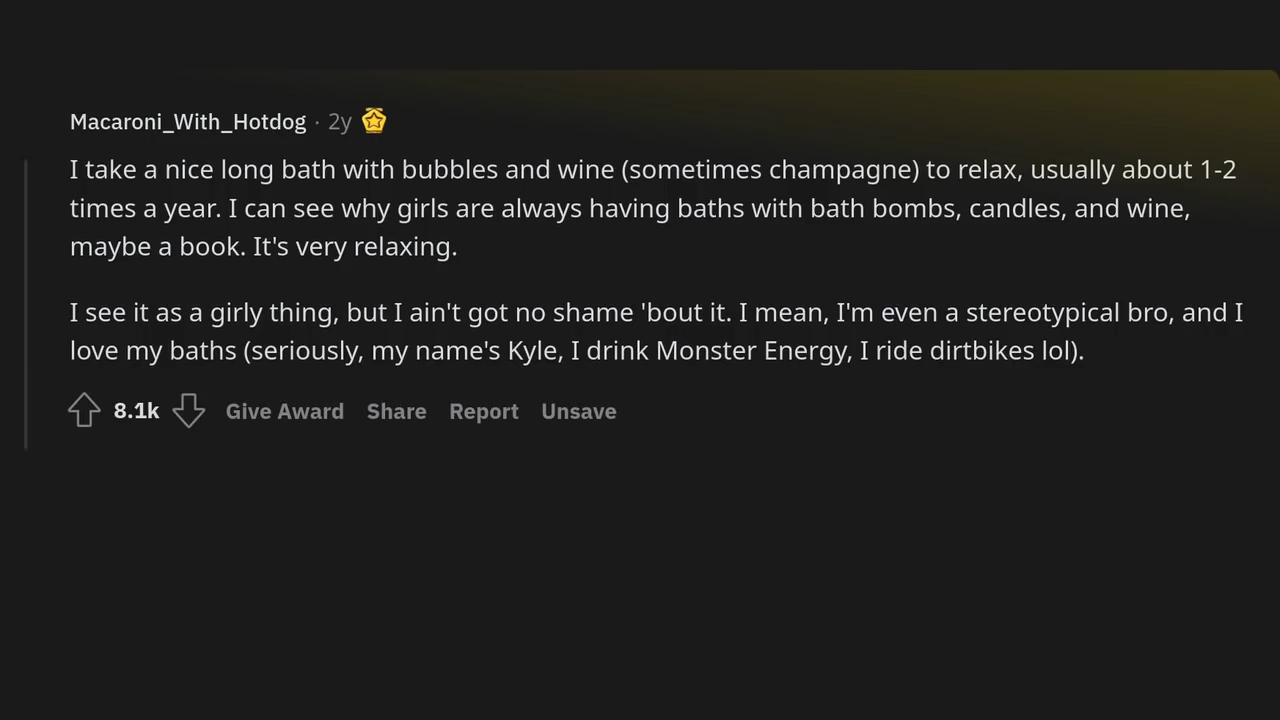 Macaroni_With_Hotdog · 2y
I take a nice long bath with bubbles and wine (sometimes champagne) to relax, usually about 1-2
times a year. I can see why girls are always having baths with bath bombs, candles, and wine,
maybe a book. It's very relaxing.
I see it as a girly thing, but I ain't got no shame 'bout it. I mean, I'm even a stereotypical bro, and I
love my baths (seriously, my name's Kyle, I drink Monster Energy, I ride dirtbikes lol).
8.1k Give Award Share Report Unsave